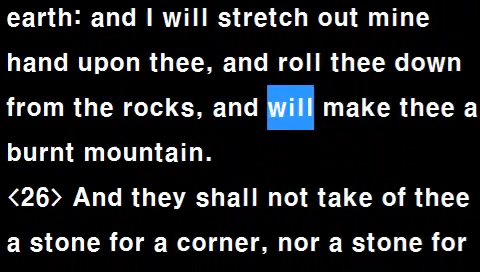 earth: and I will stretch out mine
hand upon thee, and roll thee down
from the rocks, and will make thee a
burnt mountain.
<26> And they shall not take of thee
a stone for a corner, nor a stone for